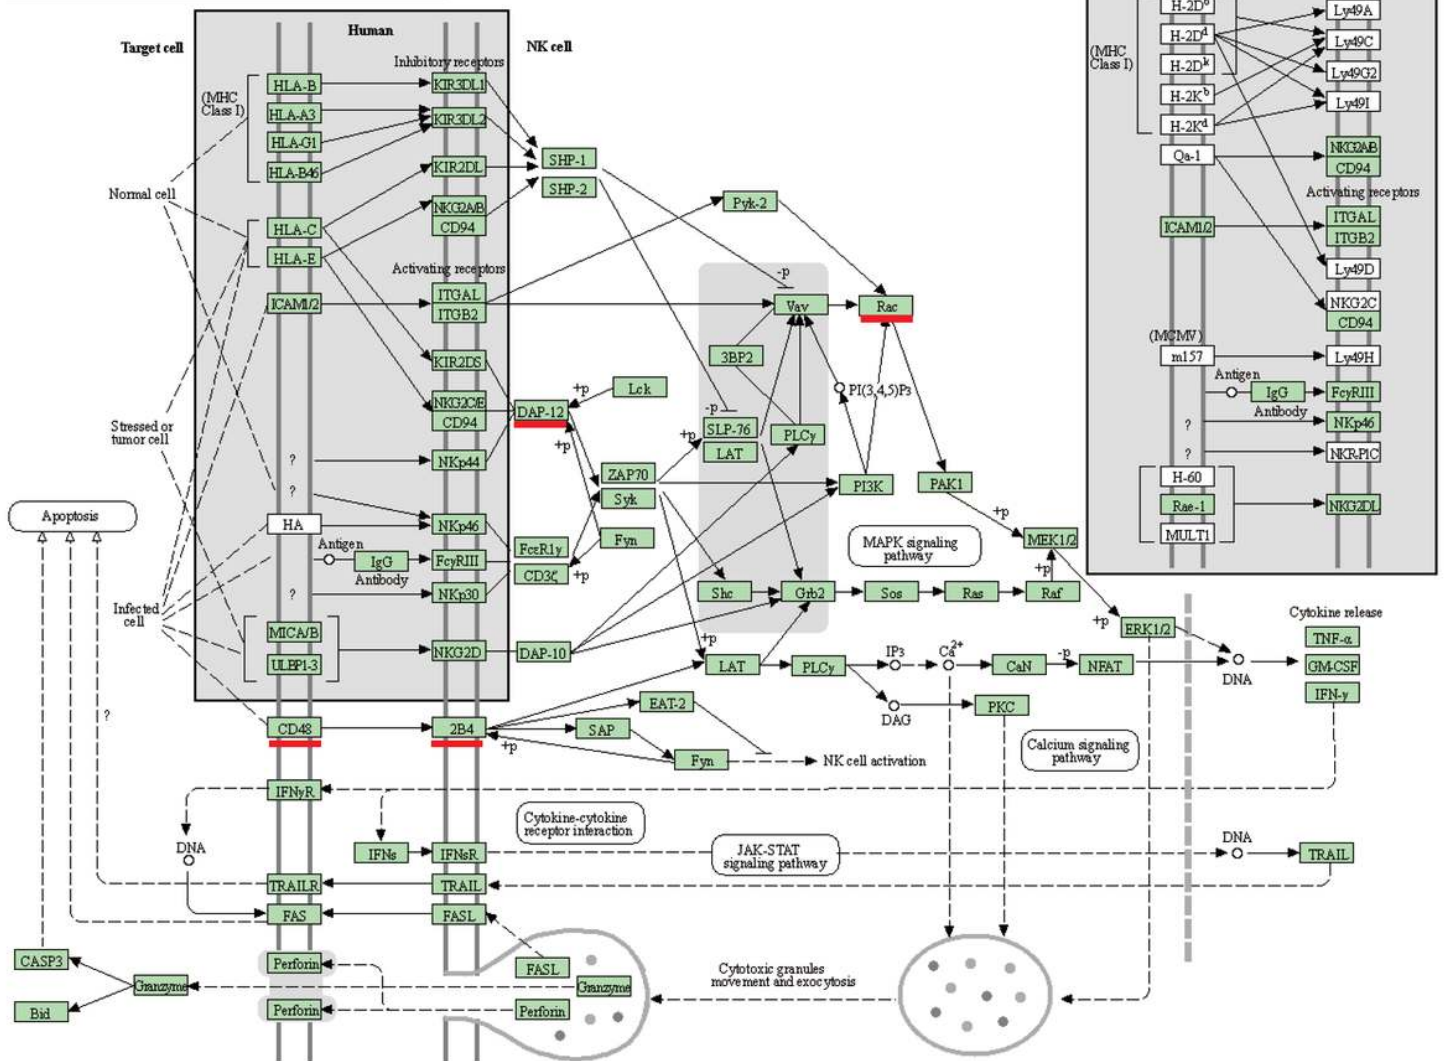 Target cell
Human
NK cell
Inhibitory receptors
(MHC
Class I)
HLA-B
KIR3DL1
HLA-A3
KIR3DL2
HLA-G1
HLA-B46
KIR2DL
SHP-1
SHP-2
Normal cell
NKG2A/B
CD94
Pyk-2
HLA-C
HLA-E
Activating receptors
ICAM1/2
ITGAL
ITGB2
-p
Vav
Rac
3BP2
KIR2DS
PI(3,4,5)P3
+p
Lck
NKG2C/E
CD94
DAP-12
-p
SLP-76
LAT
PLCγ
+p
+p
Stressed or
tumor cell
?
NKp44
ZAP70
Syk
PI3K
PAK1
?
Apoptosis
HA
NKp46
Fyn
+p
MEK1/2
MAPK signaling
pathway
Antigen
IgG
Antibody
FcγRIII
FcεR1γ
CD3ζ
+p
+p
?
NKp30
Shc
Grb2
Sos
Ras
Raf
Infected
cell
MICA/B
ULBP1-3
NKG2D
DAP-10
+p
LAT
PLCγ
IP3
Ca2+
CaN
-p
NFAT
+p
ERK1/2
DNA
Cytokine release
TNF-α
GM-CSF
IFN-γ
DAG
PKC
?
CD48
2B4
+p
EAT-2
SAP
Fyn
NK cell activation
Calcium signaling
pathway
IFNγR
DNA
IFNs
IFNsR
Cytokine-cytokine
receptor interaction
JAK-STAT
signaling pathway
DNA
TRAIL
TRAILR
TRAIL
FAS
FASL
CASP3
Bid
Granzyme
Perforin
Perforin
FASL
Granzyme
Perforin
Cytotoxic granules
movement and exocytosis
(MHC
Class I)
H-2Dd
H-2Dk
H-2Kb
H-2Kd
Qa-1
Ly49A
Ly49C
Ly49G2
Ly49I
NKG2A/B
CD94
Activating receptors
ICAM1/2
ITGAL
ITGB2
Ly49D
NKG2C
CD94
(MCMV)
m157
Ly49H
Antigen
IgG
Antibody
FcγRIII
?
NKp46
?
NKR-P1C
H-60
Rae-1
MULT1
NKG2DL